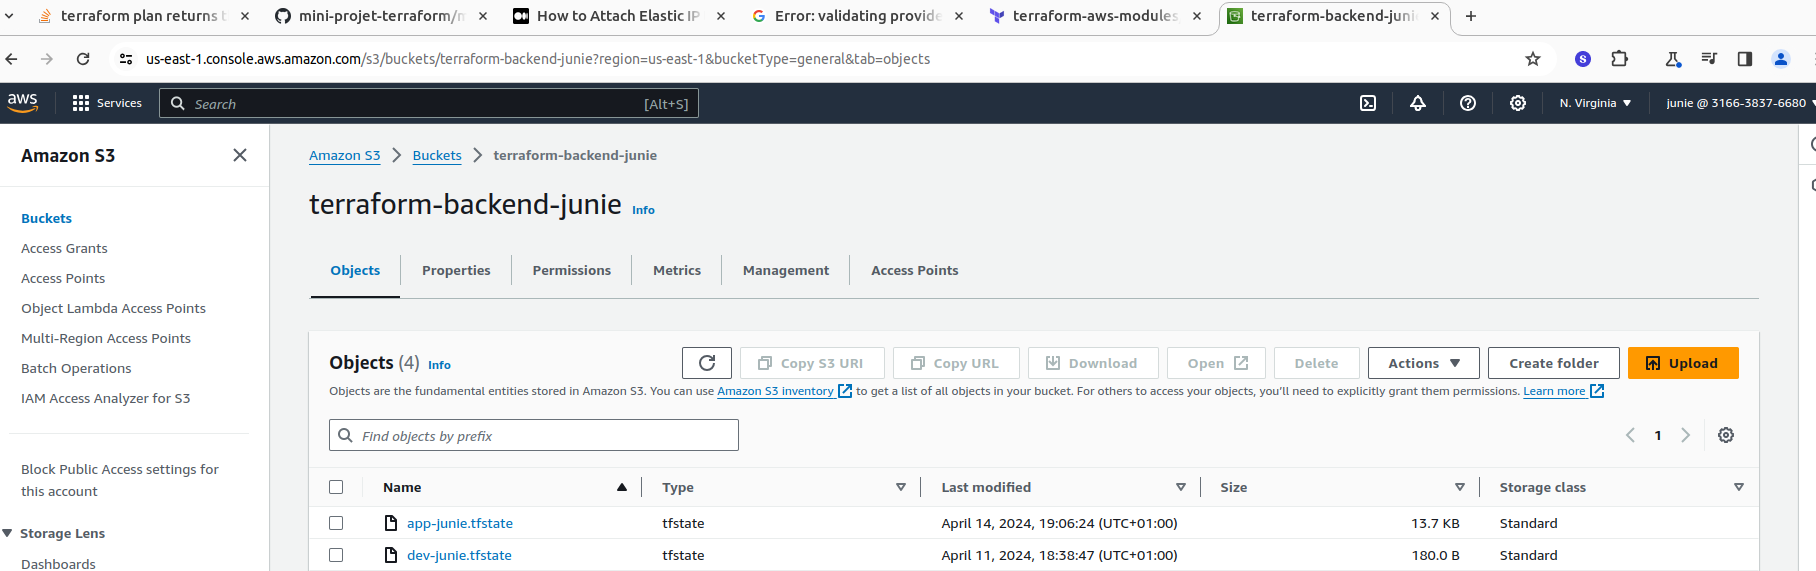 terraform plan returns t
mini-projet-terraform/m
How to Attach Elastic IP
Error: validating provide
terraform-aws-modules
terraform-backend-juni
us-east-1.console.aws.amazon.com/s3/buckets/terraform-backend-junie?region=us-east-1&bucketType=general&tab=objects
S
aws Services Search [Alt+S] N. Virginia junie @ 3166-3837-6680
Amazon S3
Buckets
Access Grants
Access Points
Object Lambda Access Points
Multi-Region Access Points
Batch Operations
IAM Access Analyzer for S3
Block Public Access settings for
this account
Storage Lens
Dashboards
Amazon S3 Buckets terraform-backend-junie
terraform-backend-junie Info
Objects Properties Permissions Metrics Management Access Points
Objects (4) Info Copy S3 URI Copy URL Download Open Delete Actions Create folder Upload
Objects are the fundamental entities stored in Amazon S3. You can use Amazon S3 inventory to get a list of all objects in your bucket. For others to access your objects, you'll need to explicitly grant them permissions. Learn more
Find objects by prefix 1
Name Type Last modified Size Storage class
app-junie.tfstate tfstate April 14, 2024, 19:06:24 (UTC+01:00) 13.7 KB Standard
dev-junie.tfstate tfstate April 11, 2024, 18:38:47 (UTC+01:00) 180.0 B Standard